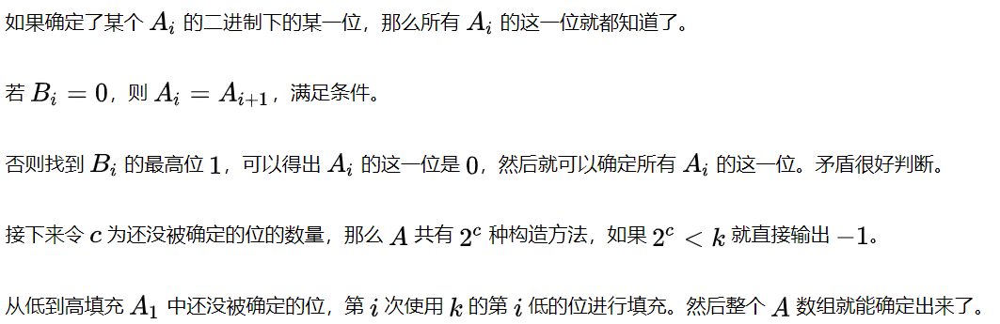 如果确定了某个 $A_i$ 的二进制下的某一位，那么所有 $A_i$ 的这一位就都知道了。
若 $B_i = 0$，则 $A_i = A_{i+1}$，满足条件。
否则找到 $B_i$ 的最高位 $1$，可以得出 $A_i$ 的这一位是 $0$，然后就可以确定所有 $A_i$ 的这一位。矛盾很好判断。
接下来令 $c$ 为还没被确定的位的数量，那么 $A$ 共有 $2^c$ 种构造方法，如果 $2^c < k$ 就直接输出 $-1$。
从低到高填充 $A_1$ 中还没被确定的位，第 $i$ 次使用 $k$ 的第 $i$ 低的位进行填充。然后整个 $A$ 数组就能确定出来了。